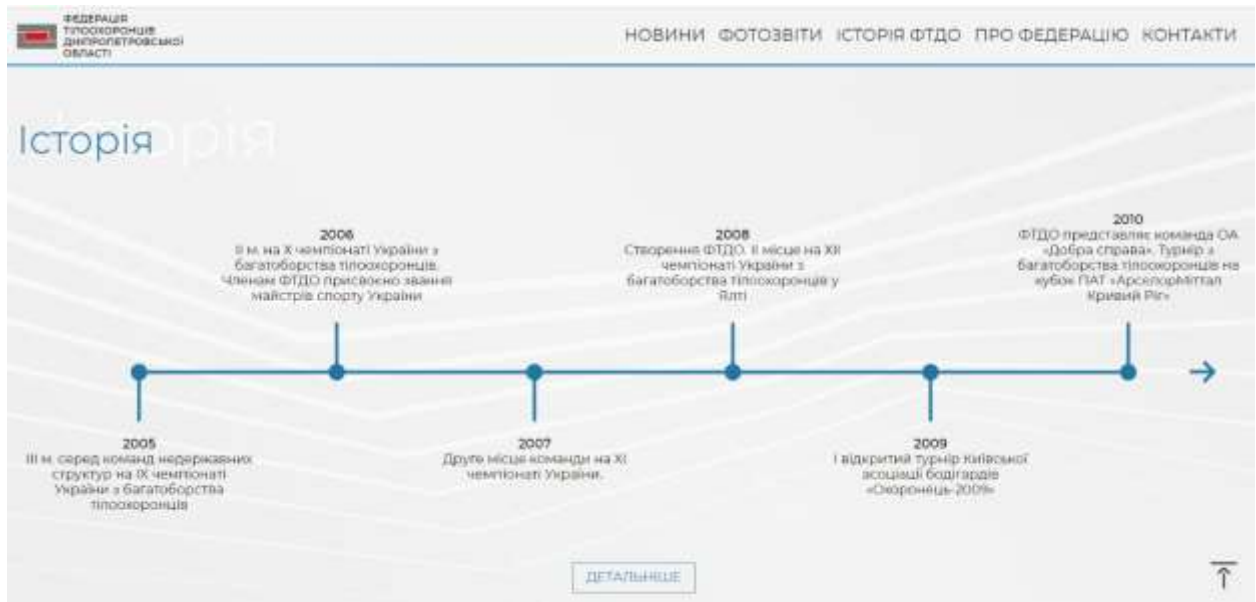 ФЕДЕРАЦІЯ
ТІЛООХОРОНЦІВ
ДНІПРОПЕТРОВСЬКОЇ
ОБЛАСТІ
НОВИНИ ФОТОЗВІТИ ІСТОРІЯ ФТДО ПРО ФЕДЕРАЦІЮ КОНТАКТИ
Історія
2006
II м. на X чемпіонаті України з
багатоборства тілоохоронців.
Членам ФТДО присвоєно звання
майстрів спорту України
2008
Створення ФТДО. II місце на XII
чемпіонаті України з
багатоборства тілоохоронців у
Ялті
2010
ФТДО представляє команда ОА
«Добра справа». Турнір з
багатоборства тілоохоронців на
кубок ПАТ «АрселорМіттал
Кривий Ріг»
2005
III м. серед команд недержавних
структур на IX чемпіонаті
України з багатоборства
тілоохоронців
2007
Друге місце команди на XI
чемпіонаті України.
2009
I відкритий турнір Київської
асоціації бодігардів
«Охоронець-2009»
ДЕТАЛЬНІШЕ